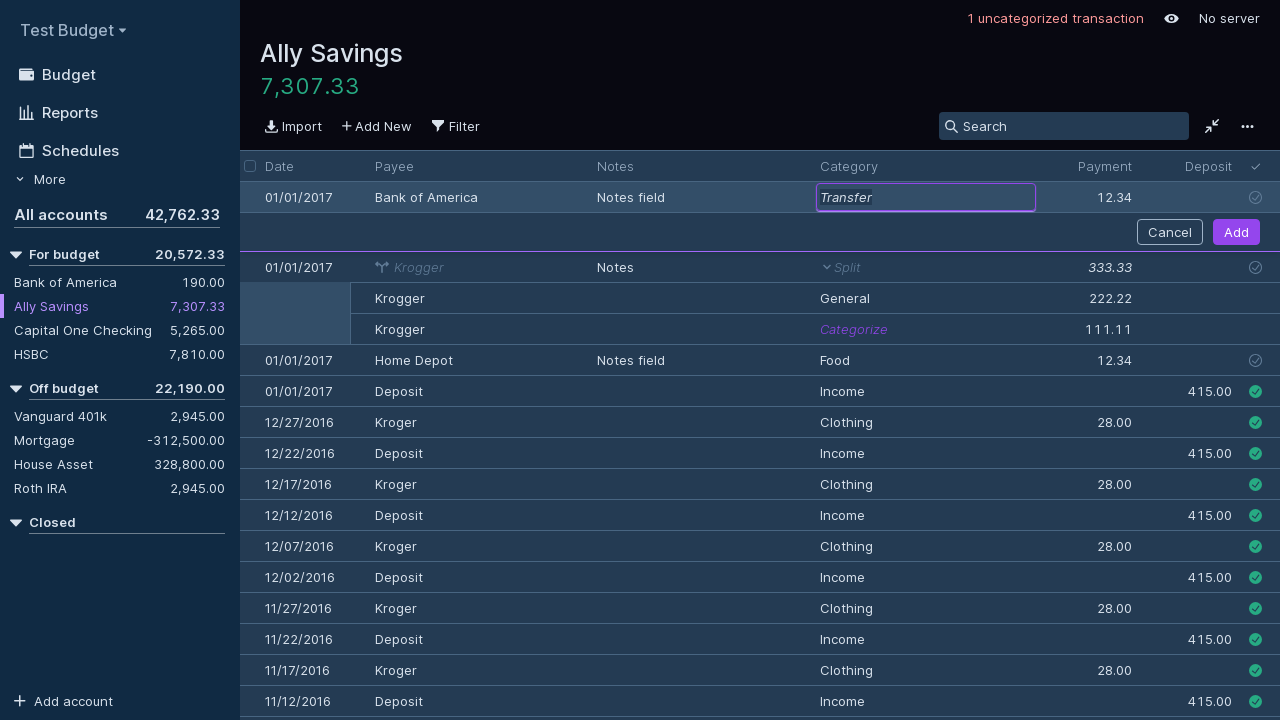 Test Budget
Budget
Reports
Schedules
More
All accounts 42,762.33
For budget 20,572.33
Bank of America 190.00
Ally Savings 7,307.33
Capital One Checking 5,265.00
HSBC 7,810.00
Off budget 22,190.00
Vanguard 401k 2,945.00
Mortgage -312,500.00
House Asset 328,800.00
Roth IRA 2,945.00
Closed
Add account
1 uncategorized transaction No server
Ally Savings
7,307.33
Import Add New Filter Search
Date Payee Notes Category Payment Deposit
01/01/2017 Bank of America Notes field Transfer 12.34
Cancel Add
01/01/2017 Krogger Notes Split 333.33
Krogger General 222.22
Krogger Categorize 111.11
01/01/2017 Home Depot Notes field Food 12.34
01/01/2017 Deposit Income 415.00
12/27/2016 Kroger Clothing 28.00
12/22/2016 Deposit Income 415.00
12/17/2016 Kroger Clothing 28.00
12/12/2016 Deposit Income 415.00
12/07/2016 Kroger Clothing 28.00
12/02/2016 Deposit Income 415.00
11/27/2016 Kroger Clothing 28.00
11/22/2016 Deposit Income 415.00
11/17/2016 Kroger Clothing 28.00
11/12/2016 Deposit Income 415.00